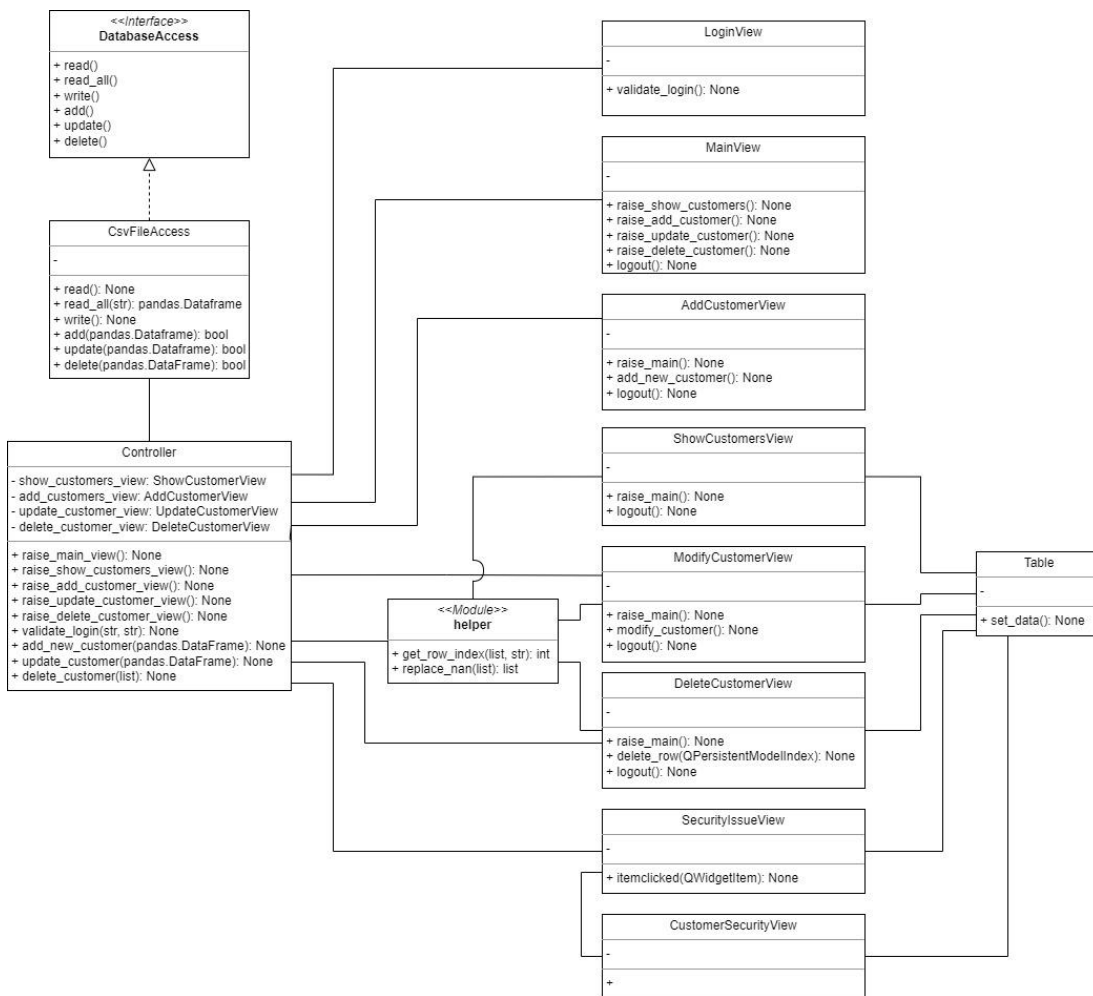 <<Interface>>
DatabaseAccess
+ read()
+ read_all()
+ write()
+ add()
+ update()
+ delete()
CsvFileAccess
-
+ read(): None
+ read_all(str): pandas.Dataframe
+ write(): None
+ add(pandas.Dataframe): bool
+ update(pandas.Dataframe): bool
+ delete(pandas.DataFrame): bool
Controller
- show_customers_view: ShowCustomerView
- add_customers_view: AddCustomerView
- update_customer_view: UpdateCustomerView
- delete_customer_view: DeleteCustomerView
+ raise_main_view(): None
+ raise_show_customers_view(): None
+ raise_add_customer_view(): None
+ raise_update_customer_view(): None
+ raise_delete_customer_view(): None
+ validate_login(str, str): None
+ add_new_customer(pandas.DataFrame): None
+ update_customer(pandas.DataFrame): None
+ delete_customer(list): None
<<Module>>
helper
+ get_row_index(list, str): int
+ replace_nan(list): list
LoginView
-
+ validate_login(): None
MainView
-
+ raise_show_customers(): None
+ raise_add_customer(): None
+ raise_update_customer(): None
+ raise_delete_customer(): None
+ logout(): None
AddCustomerView
-
+ raise_main(): None
+ add_new_customer(): None
+ logout(): None
ShowCustomersView
-
+ raise_main(): None
+ logout(): None
ModifyCustomerView
-
+ raise_main(): None
+ modify_customer(): None
+ logout(): None
DeleteCustomerView
-
+ raise_main(): None
+ delete_row(QPersistentModelIndex): None
+ logout(): None
SecurityIssueView
-
+ itemclicked(QWidgetItem): None
CustomerSecurityView
-
+
Table
-
+ set_data(): None